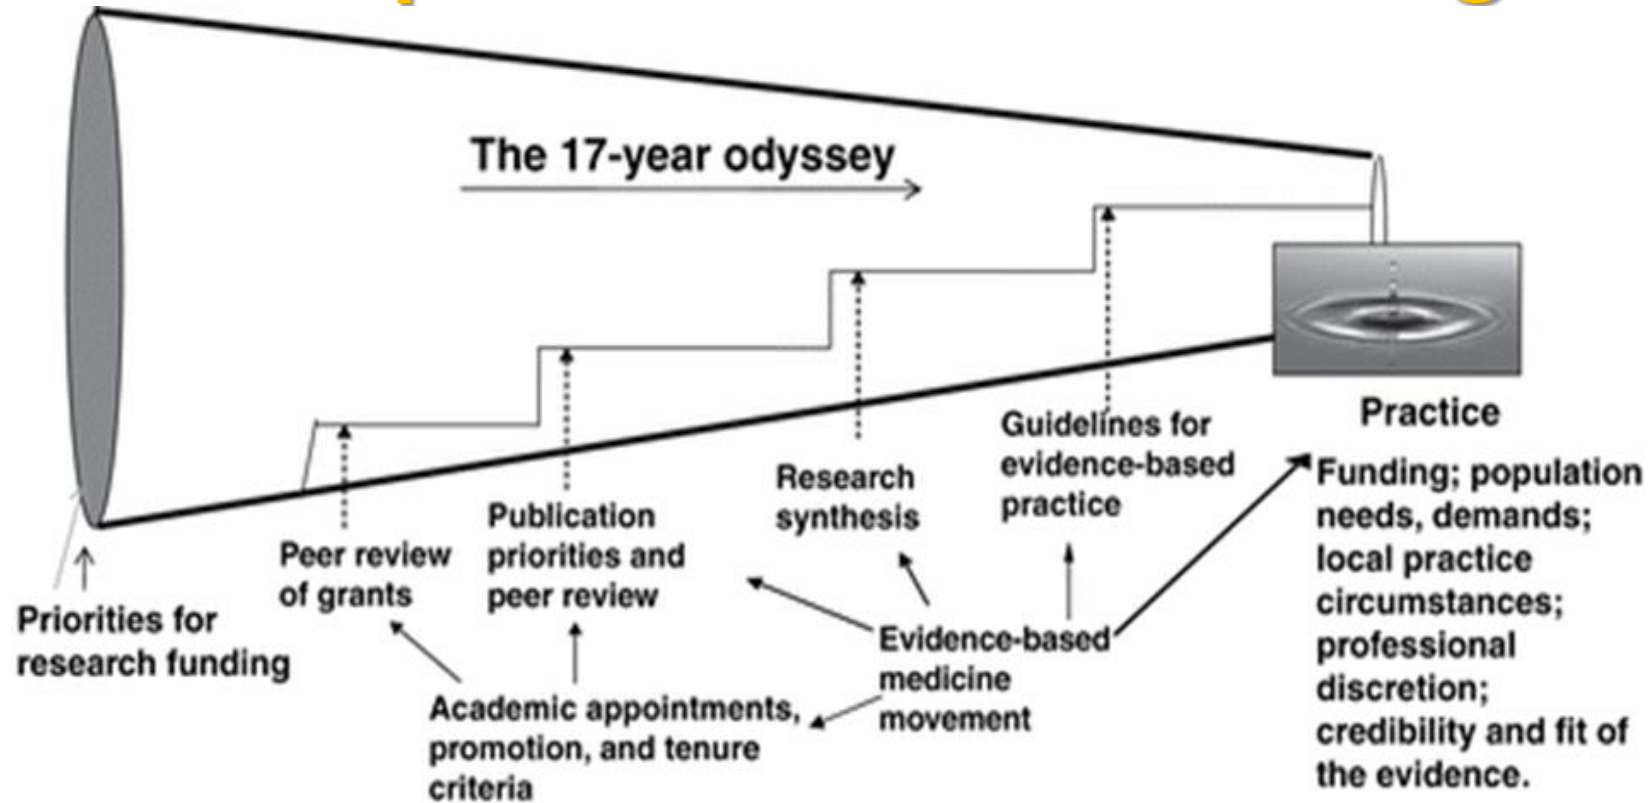 The 17-year odyssey
Priorities for
research funding
Peer review
of grants
Publication
priorities and
peer review
Research
synthesis
Guidelines for
evidence-based
practice
Academic appointments,
promotion, and tenure
criteria
Evidence-based
medicine
movement
Practice
Funding; population
needs, demands;
local practice
circumstances;
professional
discretion;
credibility and fit of
the evidence.